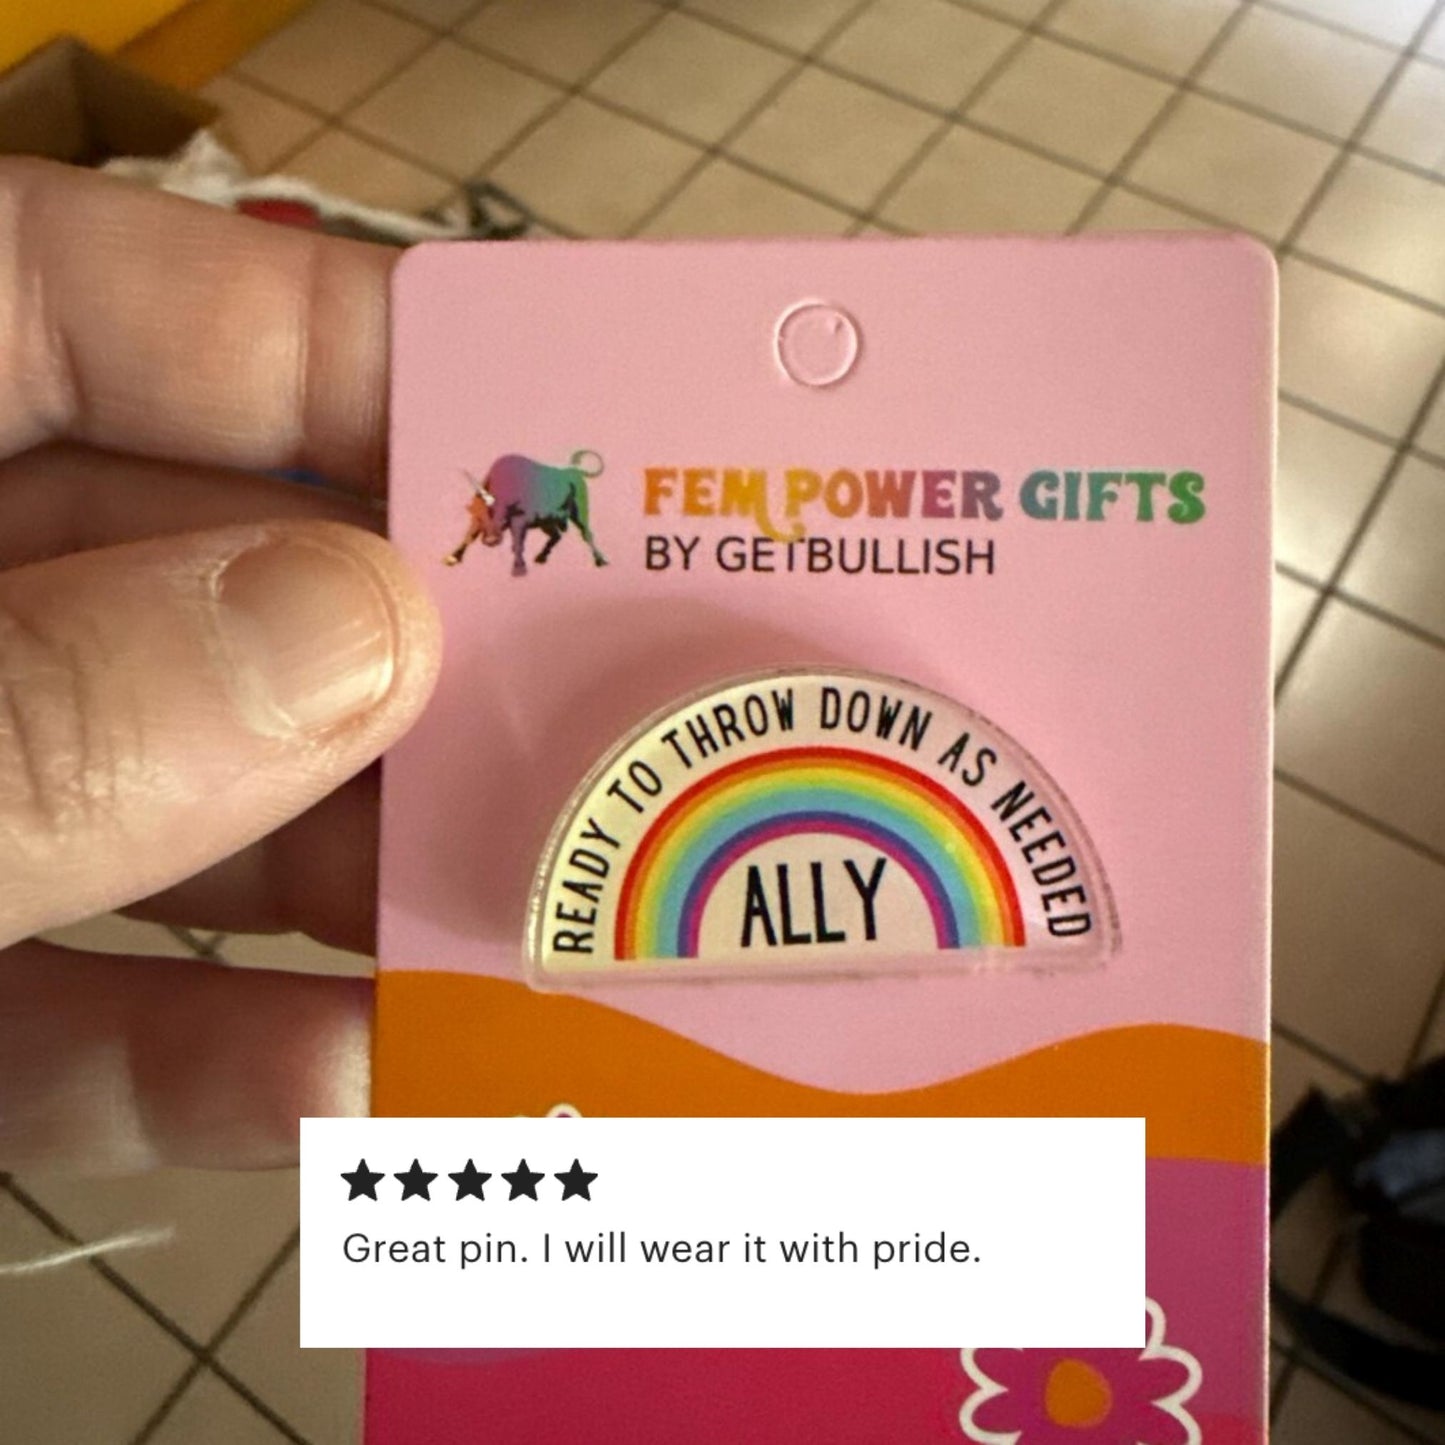 FEM POWER GIFTS
BY GETBULLISH
READY TO THROW DOWN AS NEEDED
ALLY
★★★★★
Great pin. I will wear it with pride.